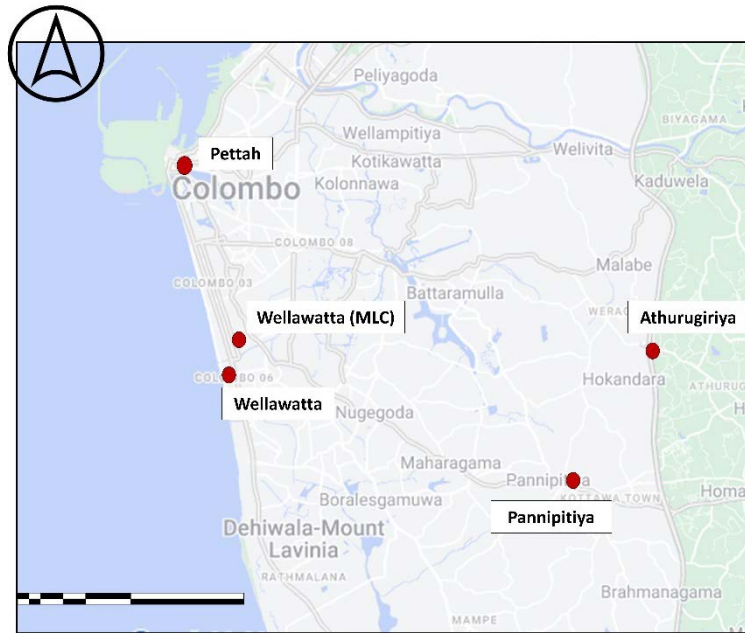 Peliyagoda
BIYAGAMA
Wellampitiya
Welivita
Pettah
Kotikawatta
Kaduwela
Colombo
Kolonnawa
COLOMBO 08
Malabe
COLOMBO 03
Battaramulla
Wellawatta (MLC)
Athurugiriya
Hokandara
COLOMBO 06
Wellawatta
Nugegoda
Maharagama
Pannipitiya
KOTTAWA TOWN
Boralesgamuwa
Pannipitiya
Dehiwala-Mount
Lavinia
RATHMALANA
Brahmanagama
MAMPE